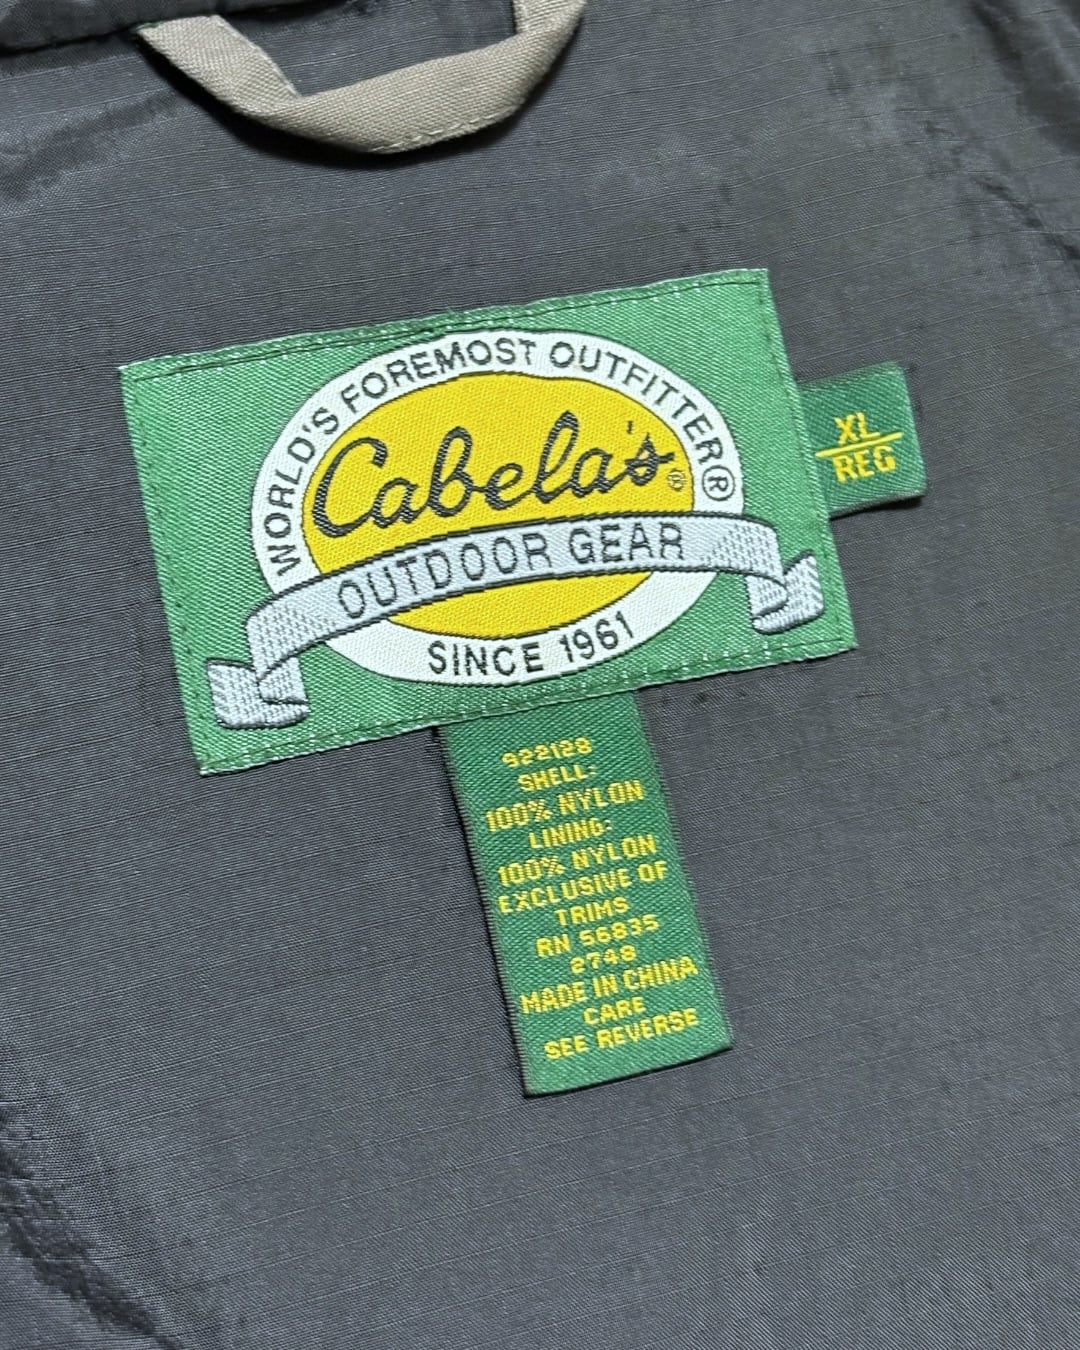 WORLD'S FOREMOST OUTFITTER®
Cabela's®
OUTDOOR GEAR
SINCE 1961
XL
REG
922128
SHELL:
100% NYLON
LINING:
100% NYLON
EXCLUSIVE OF
TRIMS
RN 56835
2748
MADE IN CHINA
CARE
SEE REVERSE